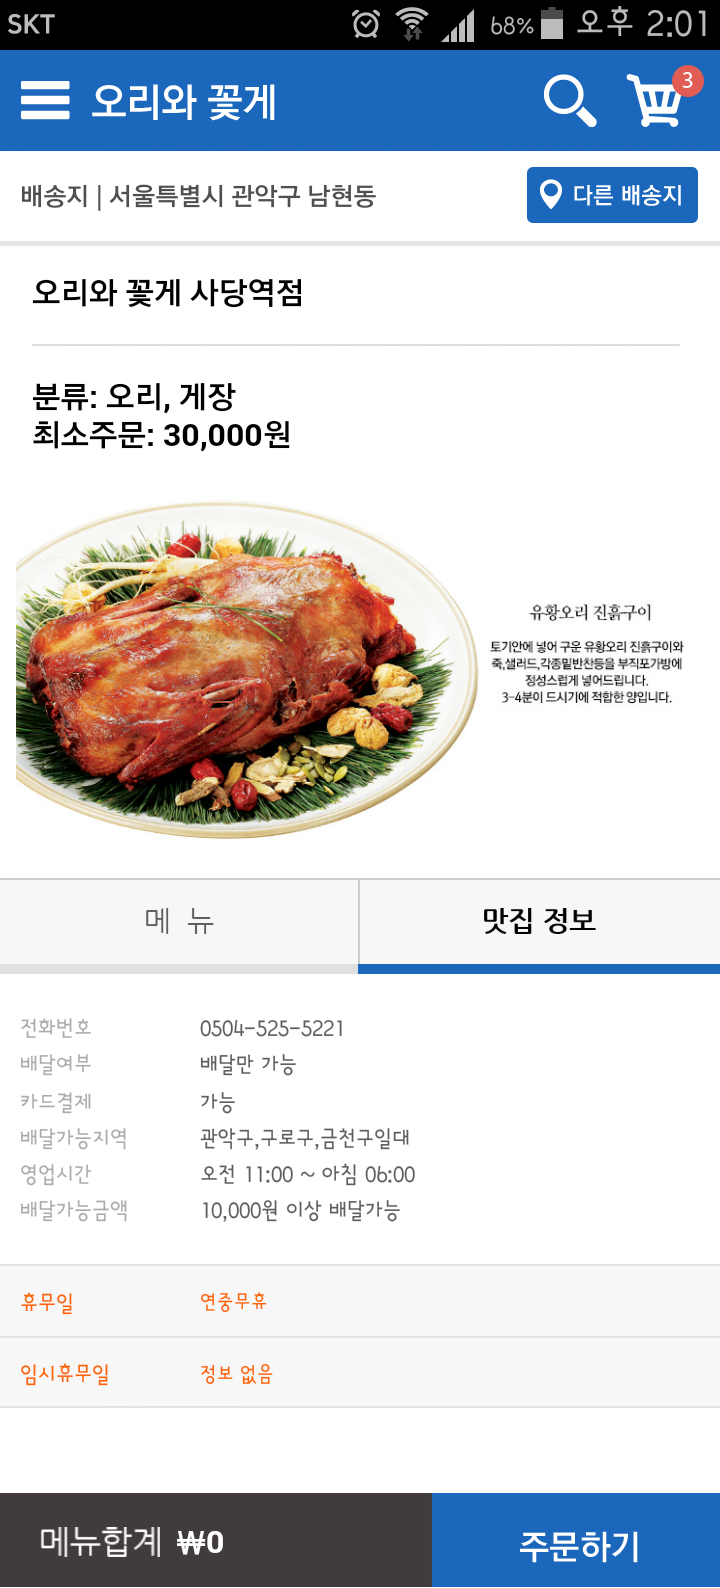 SKT
68%
오후 2:01
오리와 꽃게
3
배송지 | 서울특별시 관악구 남현동
다른 배송지
오리와 꽃게 사당역점
분류: 오리, 게장
최소주문: 30,000원
유황오리 진흙구이
토기안에 넣어 구운 유황오리 진흙구이와
죽,샐러드,각종밑반찬등을 부직포가방에
정성스럽게 넣어드립니다.
3-4분이 드시기에 적합한 양입니다.
메 뉴
맛집 정보
전화번호 0504-525-5221
배달여부 배달만 가능
카드결제 가능
배달가능지역 관악구,구로구,금천구일대
영업시간 오전 11:00 ~ 아침 06:00
배달가능금액 10,000원 이상 배달가능
휴무일 연중무휴
임시휴무일 정보 없음
메뉴합계 ₩0
주문하기